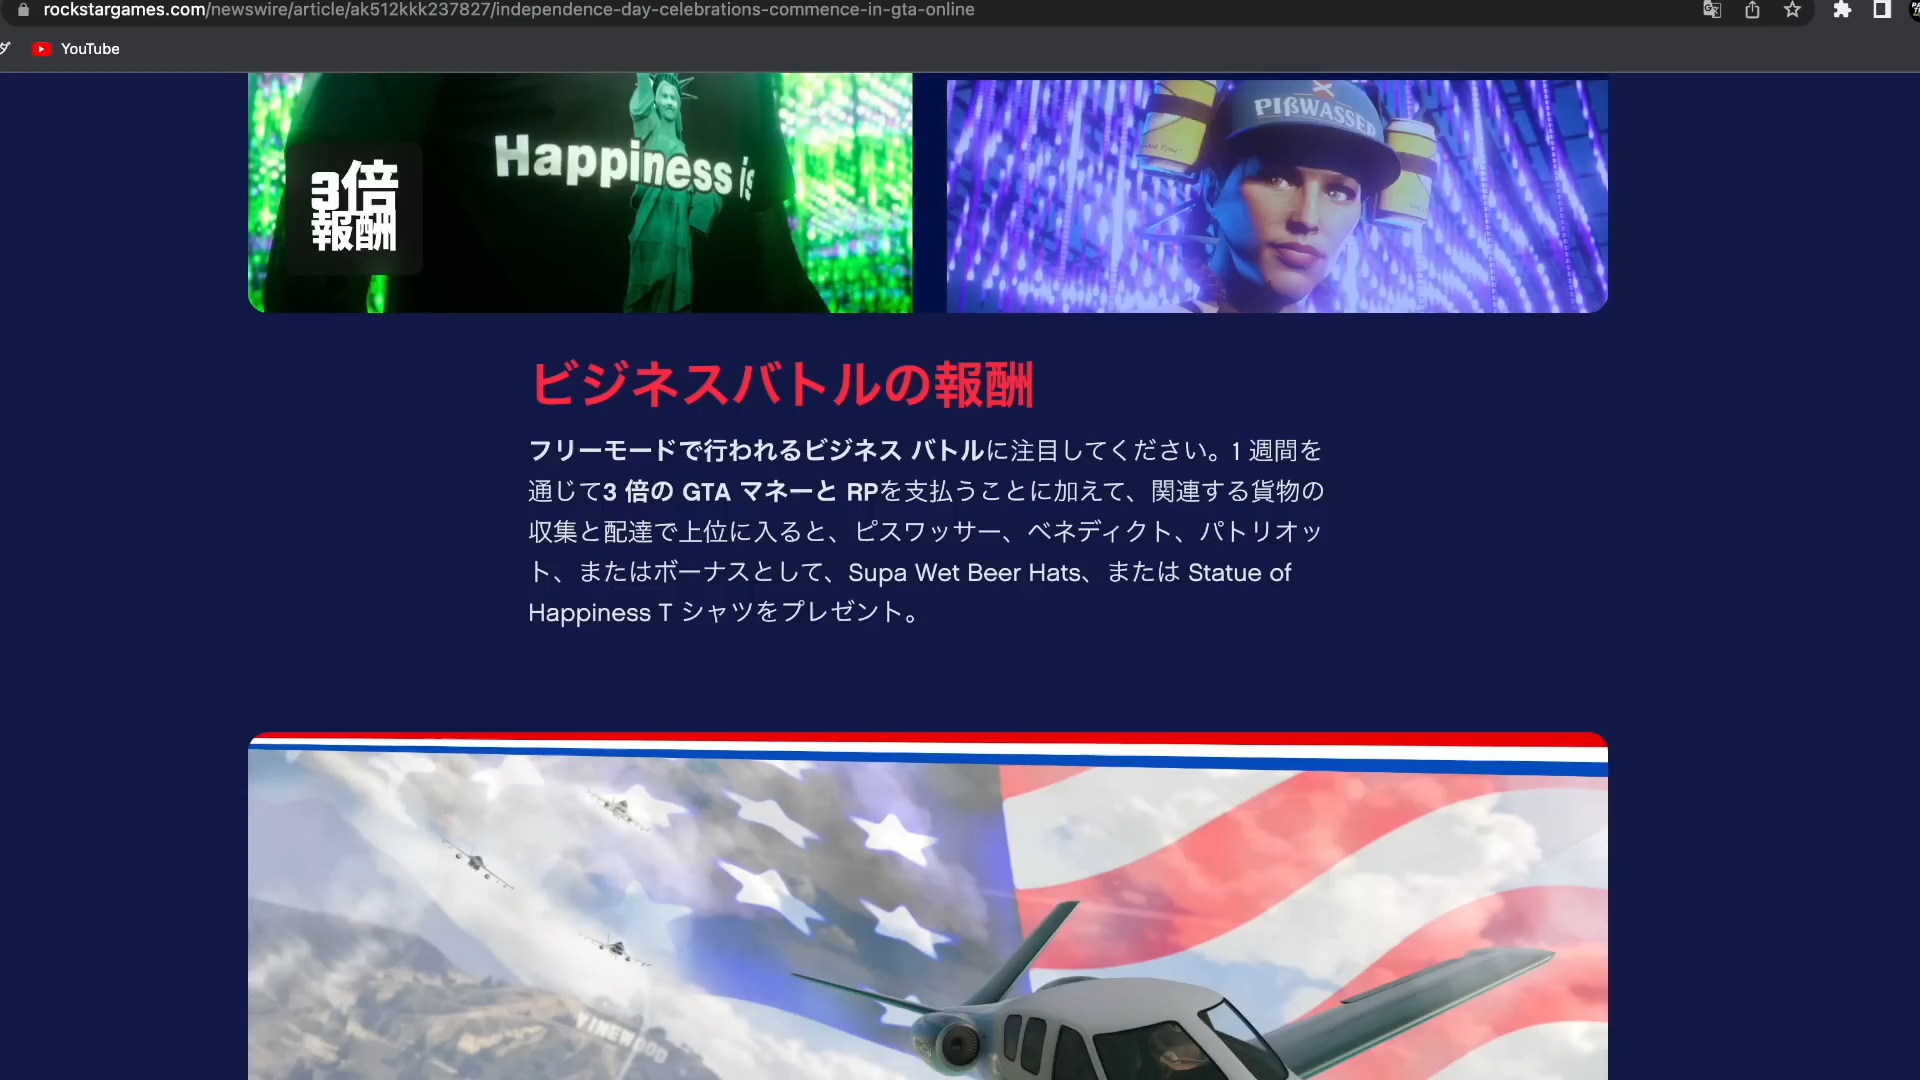 rockstargames.com/newswire/article/ak512kkk237827/independence-day-celebrations-commence-in-gta-online
YouTube
Happiness is
PIßWASSER
3倍
報酬
ビジネスバトルの報酬
フリーモードで行われるビジネス バトルに注目してください。1 週間を
通じて3 倍の GTA マネーと RPを支払うことに加えて、関連する貨物の
収集と配達で上位に入ると、ピスワッサー、ベネディクト、パトリオッ
ト、またはボーナスとして、Supa Wet Beer Hats、または Statue of
Happiness T シャツをプレゼント。
VINEWOOD